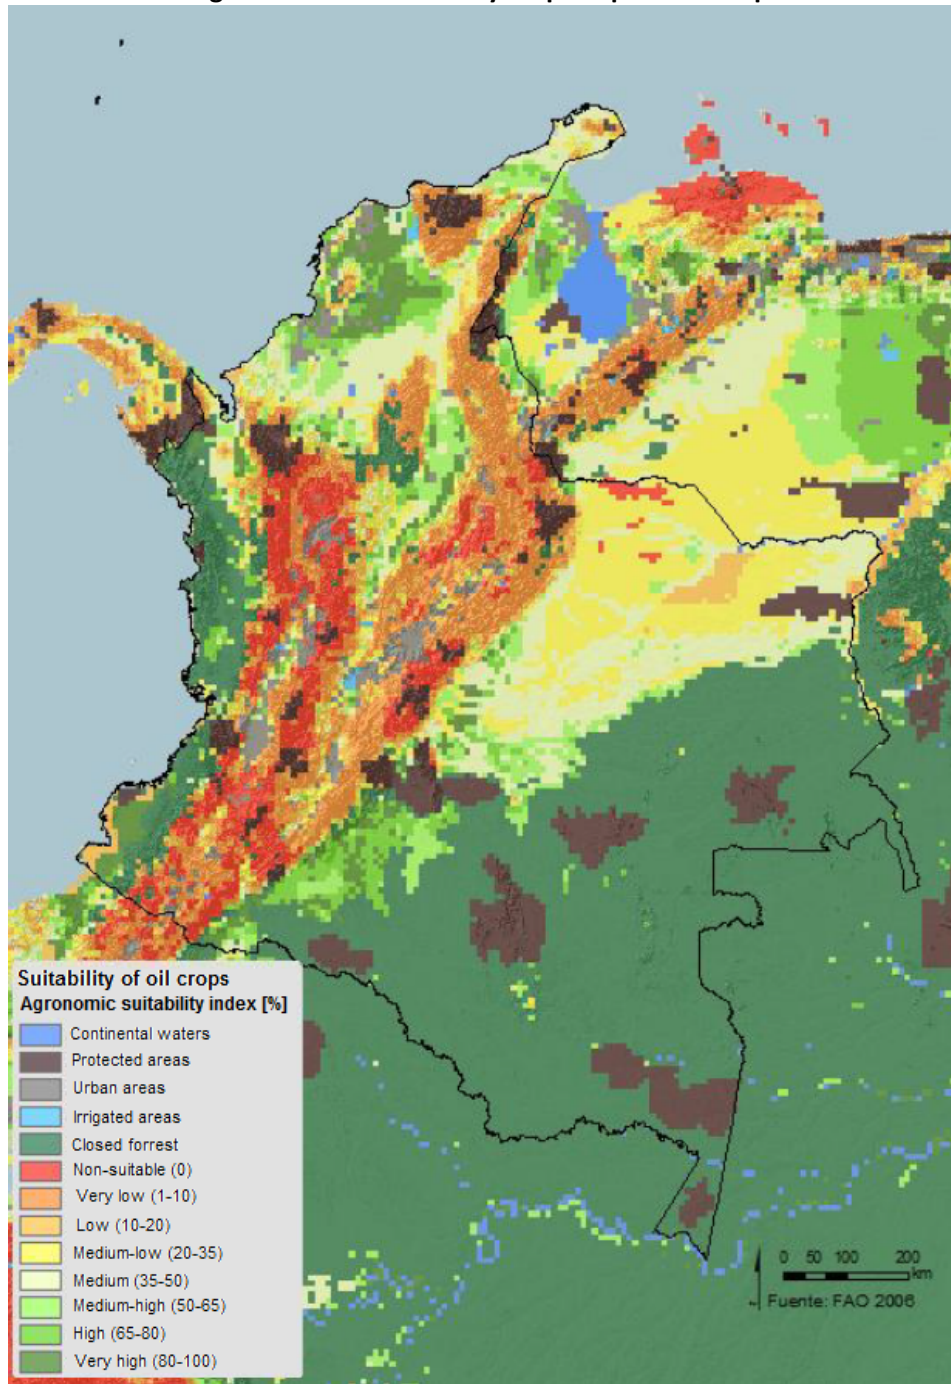 Suitability of oil crops
Agronomic suitability index [%]
Continental waters
Protected areas
Urban areas
Irrigated areas
Closed forrest
Non-suitable (0)
Very low (1-10)
Low (10-20)
Medium-low (20-35)
Medium (35-50)
Medium-high (50-65)
High (65-80)
Very high (80-100)
0 50 100 200
km
Fuente: FAO 2006